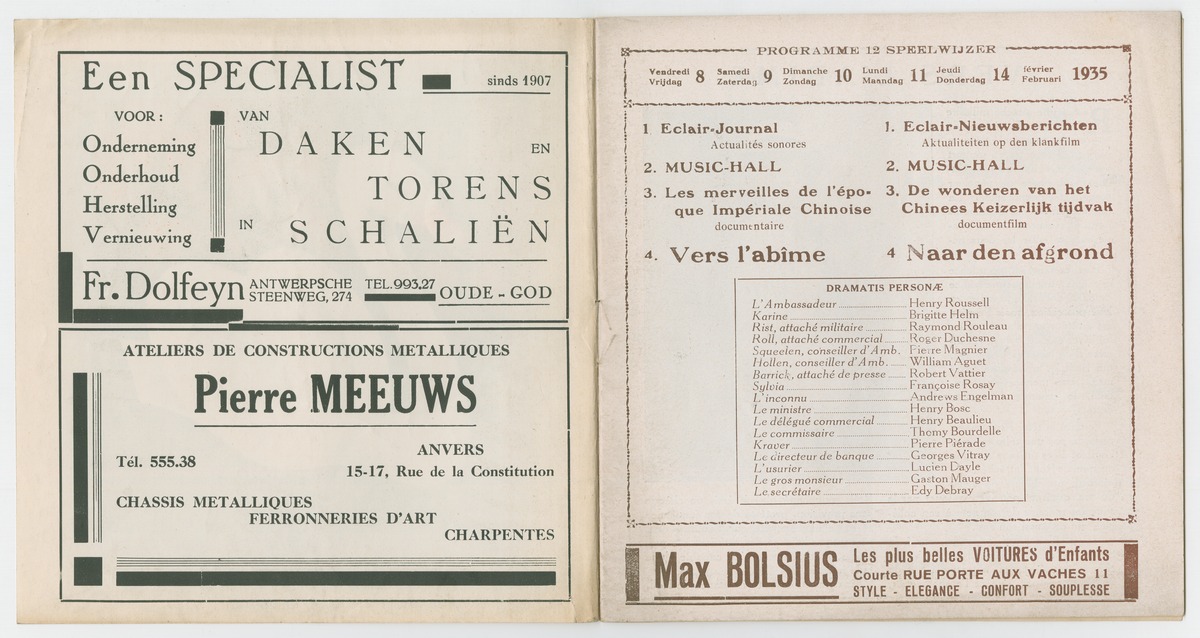 Een SPECIALIST
sinds 1907
VOOR :
Onderneming
Onderhoud
Herstelling
Vernieuwing
VAN
DAKEN
EN
TORENS
IN SCHALIËN
Fr. Dolfeyn
ANTWERPSCHE
STEENWEG, 274
TEL. 993,27
OUDE - GOD
ATELIERS DE CONSTRUCTIONS METALLIQUES
Pierre MEEUWS
Tél. 555.38
ANVERS
15-17, Rue de la Constitution
CHASSIS METALLIQUES
FERRONNERIES D'ART
CHARPENTES
PROGRAMME 12 SPEELWIJZER
Vendredi Vrijdag 8 Samedi Zaterdag 9 Dimanche Zondag 10 Lundi Maandag 11 Jeudi Donderdag 14 février Februari 1935
1 Eclair-Journal
Actualités sonores
2. MUSIC-HALL
3. Les merveilles de l'épo-
que Impériale Chinoise
documentaire
4. Vers l'abîme
1. Eclair-Nieuwsberichten
Aktualiteiten op den klankfilm
2. MUSIC-HALL
3. De wonderen van het
Chinees Keizerlijk tijdvak
documentfilm
4 Naar den afgrond
DRAMATIS PERSONÆ
L'Ambassadeur Henry Roussell
Karine Brigitte Helm
Rist, attaché militaire Raymond Rouleau
Roll, attaché commercial Roger Duchesne
Squeelen, conseiller d'Amb. Pierre Magnier
Hollen, conseiller d'Amb. William Aguet
Barrick, attaché de presse Robert Vattier
Sylvia Françoise Rosay
L'inconnu Andrews Engelman
Le ministre Henry Bosc
Le délégué commercial Henry Beaulieu
Le commissaire Thomy Bourdelle
Kraver Pierre Piérade
Le directeur de banque Georges Vitray
L'usurier Lucien Dayle
Le gros monsieur Gaston Mauger
Le secrétaire Edy Debray
Max BOLSIUS
Les plus belles VOITURES d'Enfants
Courte RUE PORTE AUX VACHES 11
STYLE - ELEGANCE - CONFORT - SOUPLESSE